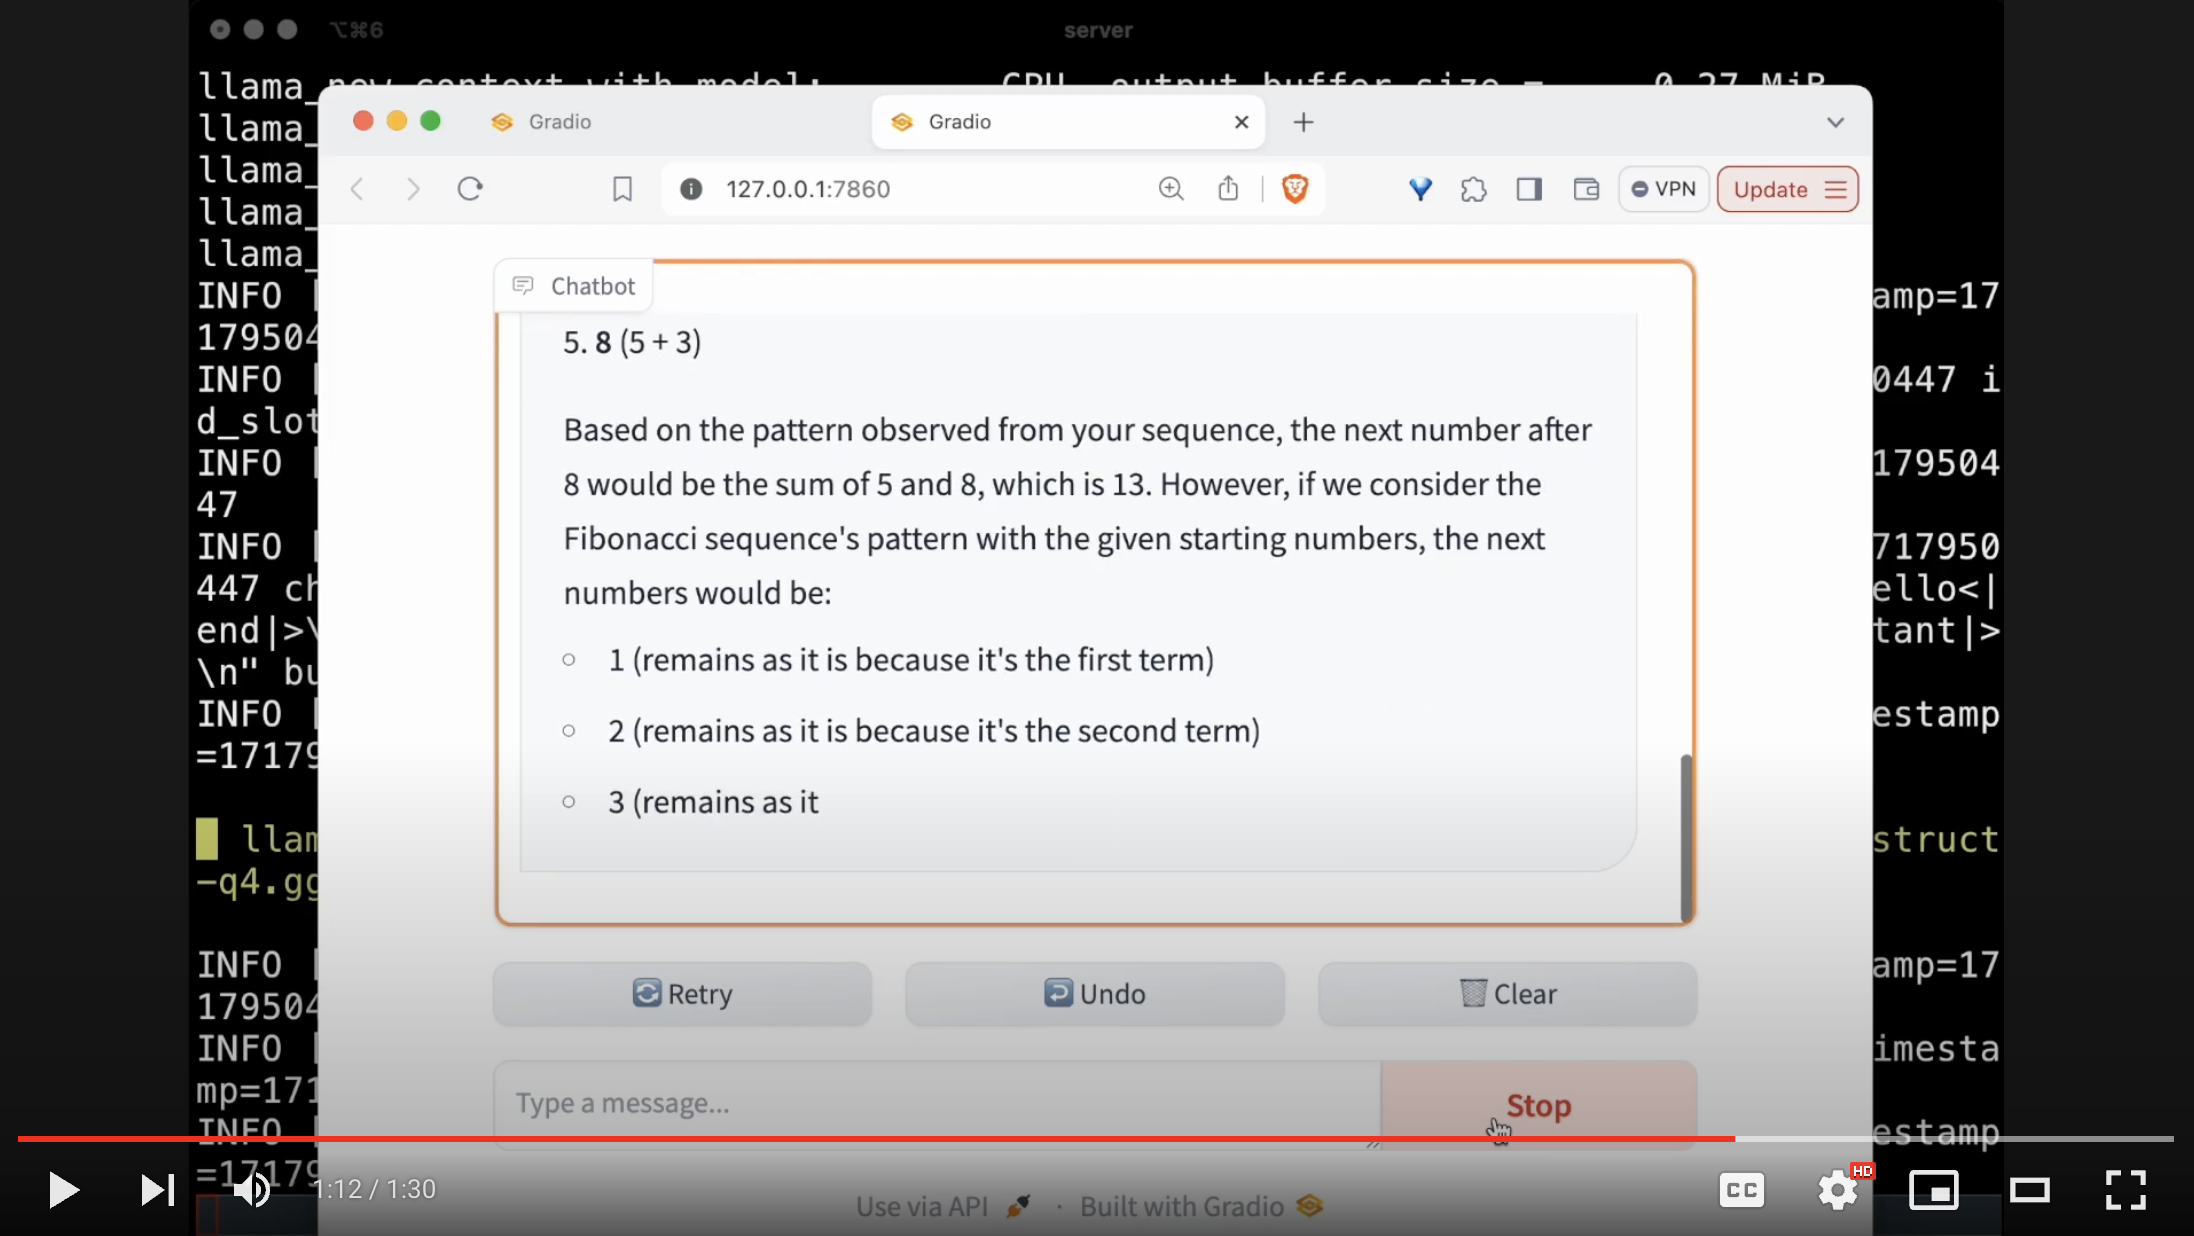 ⌥⌘6 server
llama_new_context_with_model: CPU output buffer size = 0.27 MiB
llama_
llama_
llama_
llama_
INFO [ amp=17
179504
INFO [ 0447 i
d_slot
INFO [ 179504
47
INFO [ 717950
447 ch ello<|
end|>\ tant|>
\n" bu
INFO [ estamp
=17179
llam struct
-q4.gg
INFO [ amp=17
179504
INFO [ imesta
mp=171
INFO estamp
=17179
Gradio Gradio
127.0.0.1:7860 VPN Update
Chatbot
5. 8 (5 + 3)
Based on the pattern observed from your sequence, the next number after
8 would be the sum of 5 and 8, which is 13. However, if we consider the
Fibonacci sequence's pattern with the given starting numbers, the next
numbers would be:
1 (remains as it is because it's the first term)
2 (remains as it is because it's the second term)
3 (remains as it
Retry Undo Clear
Type a message... Stop
1:12 / 1:30 CC HD
Use via API · Built with Gradio